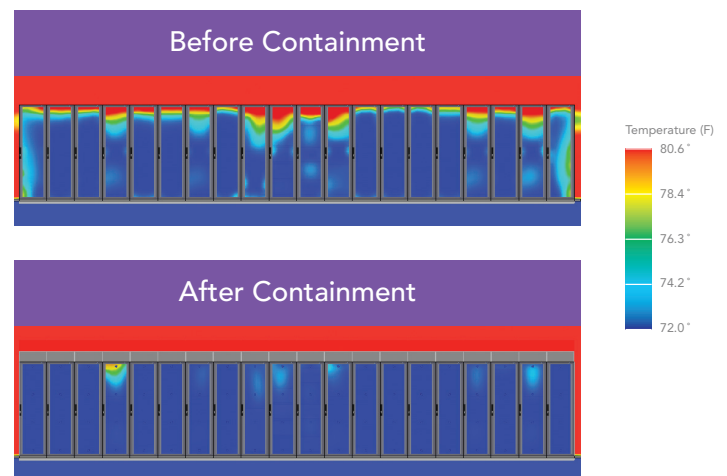 Before Containment
Temperature (F)
80.6°
78.4°
76.3°
74.2°
72.0°
After Containment